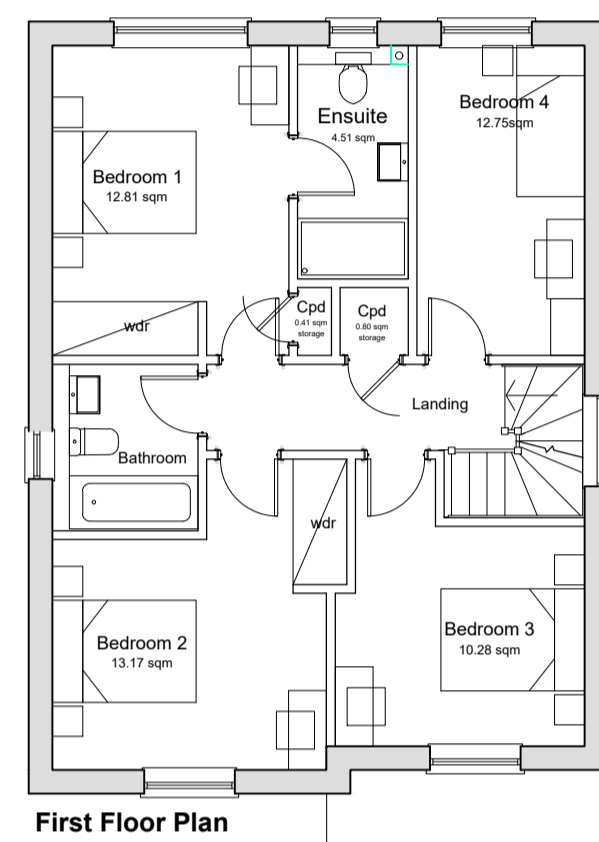 Bedroom 1
12.81 sqm
Ensuite
4.51 sqm
Bedroom 4
12.75sqm
wdr
Cpd
0.41 sqm
storage
Cpd
0.80 sqm
storage
Landing
Bathroom
wdr
Bedroom 2
13.17 sqm
Bedroom 3
10.28 sqm
First Floor Plan